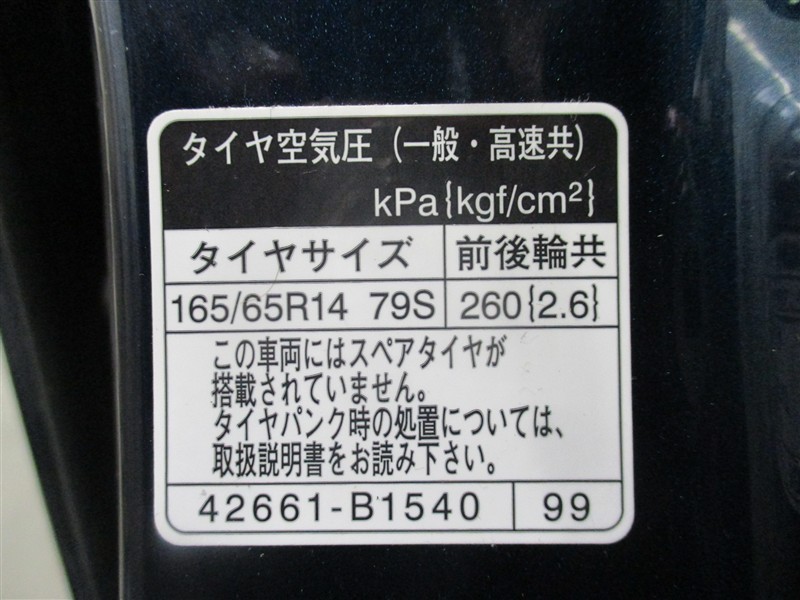 タイヤ空気圧（一般・高速共）
kPa{kgf/cm²}
タイヤサイズ 前後輪共
165/65R14 79S 260{2.6}
この車両にはスペアタイヤが
搭載されていません。
タイヤパンク時の処置については、
取扱説明書をお読み下さい。
42661-B1540 99